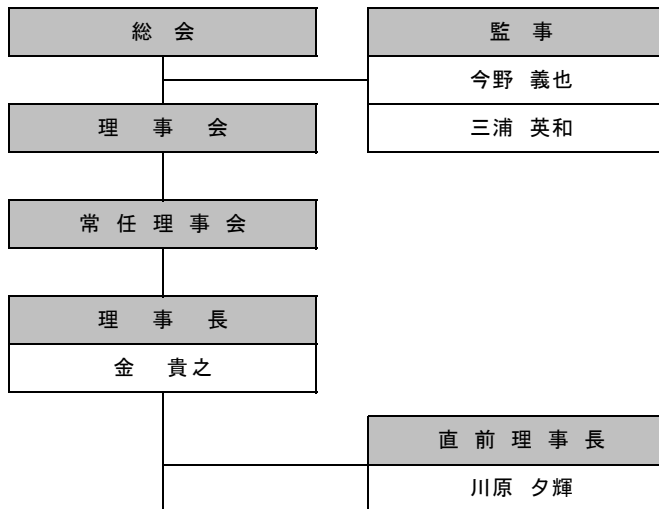 総 会
監 事
今野 義也
理 事 会
三浦 英和
常 任 理 事 会
理 事 長
金 貴之
直 前 理 事 長
川原 夕輝